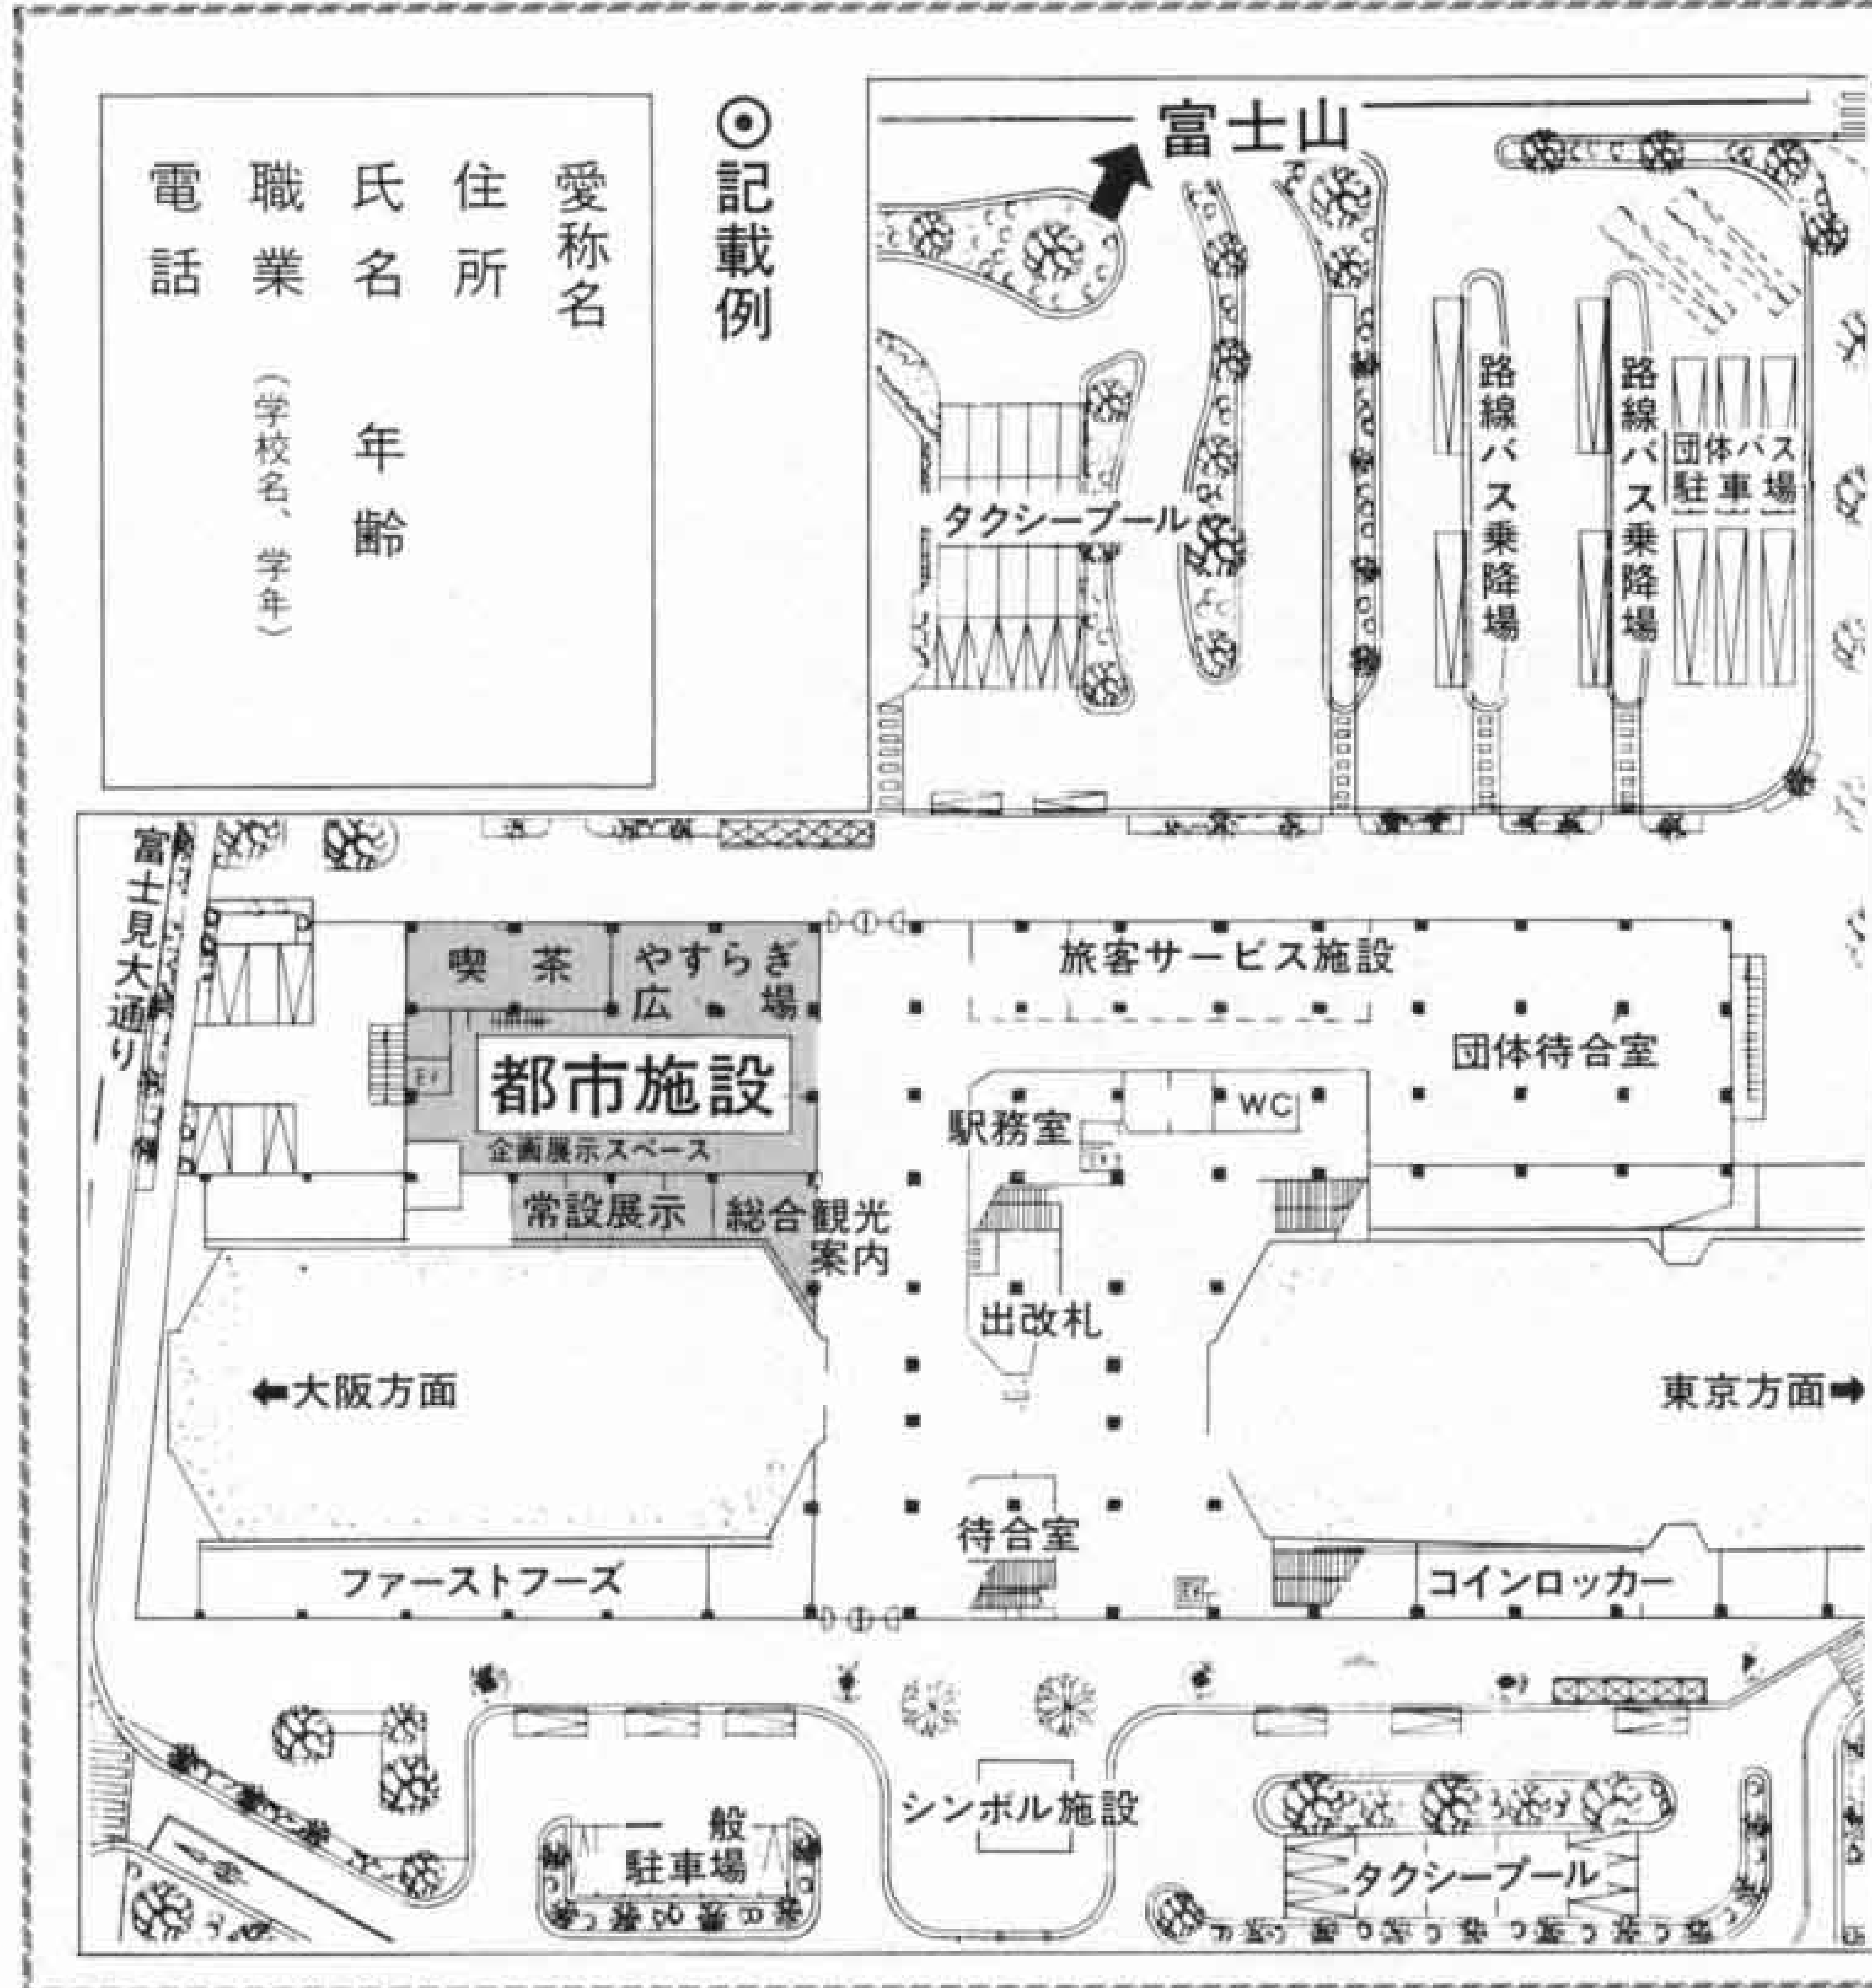 ◉記載例
愛称名
住所
氏名 年齢
職業 (学校名、学年)
電話
富士山
タクシープール
路線バス乗降場
路線バス乗降場
団体バス
駐車場
富士見大通り
喫茶
やすらぎ
広場
都市施設
企画展示スペース
常設展示
総合観光
案内
旅客サービス施設
団体待合室
駅務室
WC
出改札
←大阪方面
東京方面→
待合室
ファーストフーズ
コインロッカー
シンボル施設
一般
駐車場
タクシープール